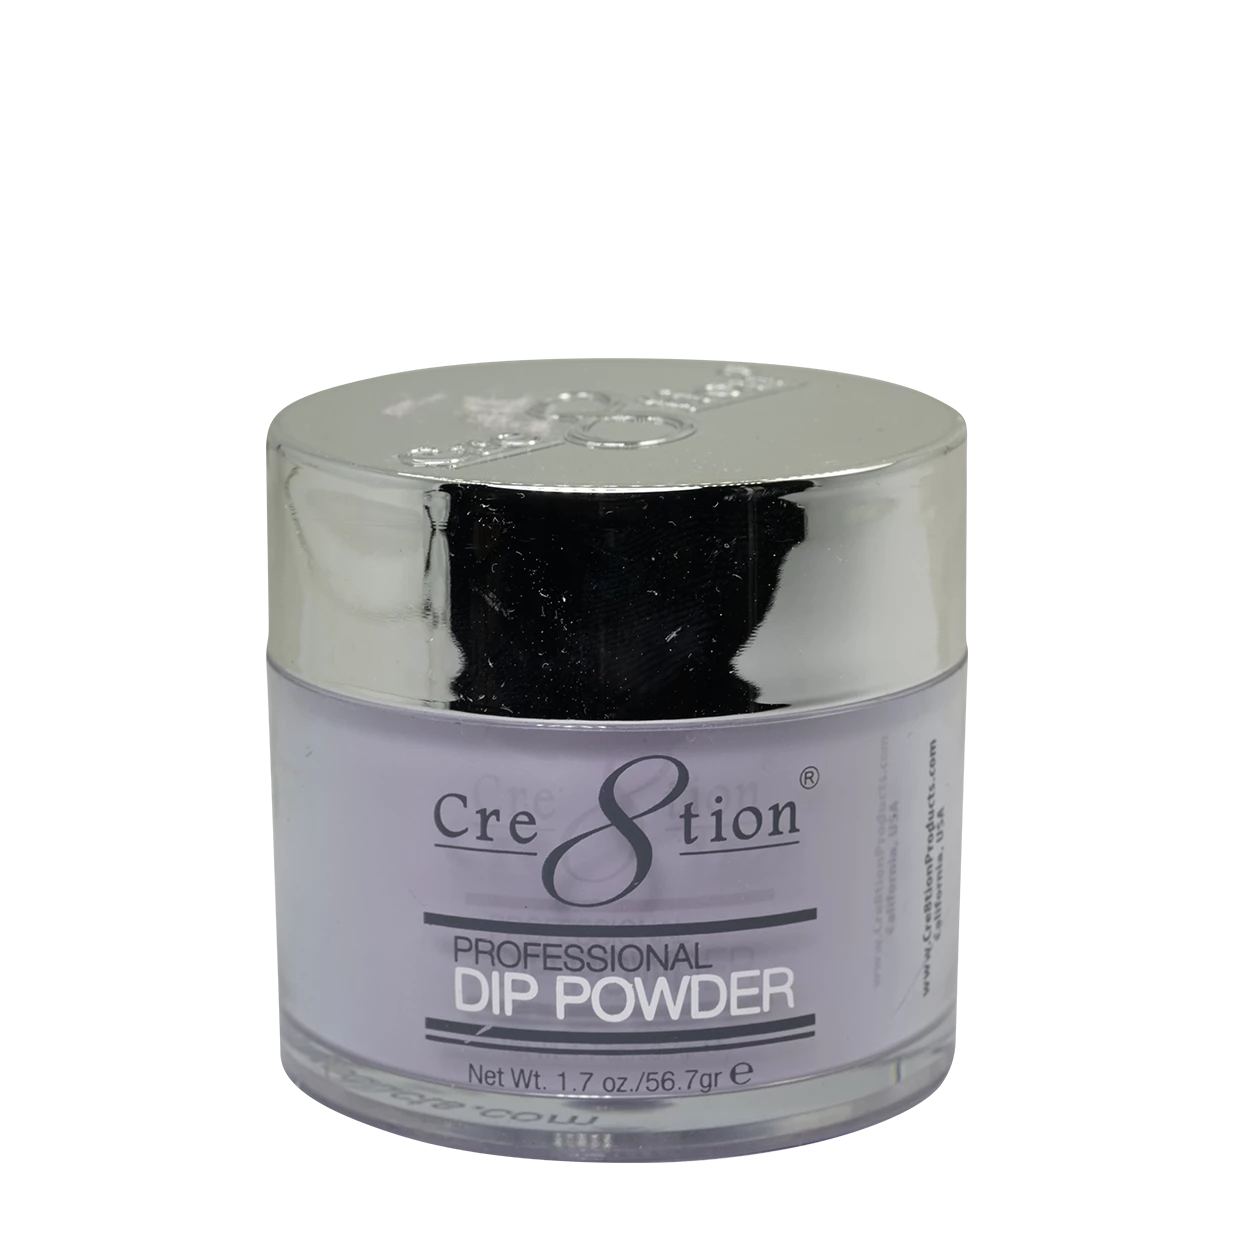 Cre8tion®
PROFESSIONAL
DIP POWDER
Net Wt. 1.7 oz./56.7gr ℮
www.Cre8tionProducts.com
California, USA